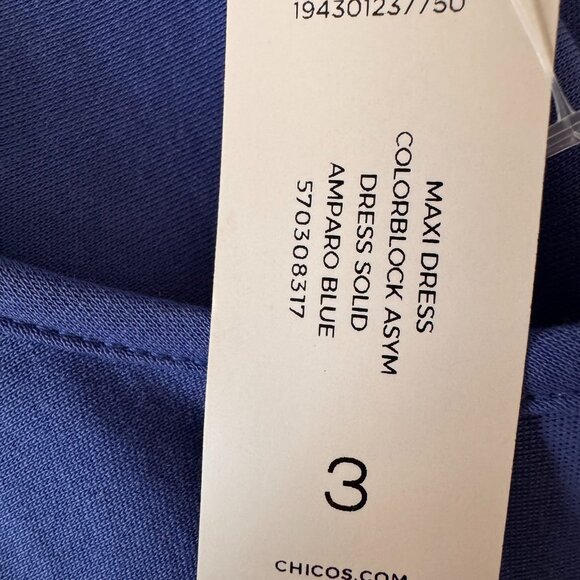 194301237750
MAXI DRESS
COLORBLOCK ASYM
DRESS SOLID
AMPARO BLUE
570308317
3
CHICOS.COM